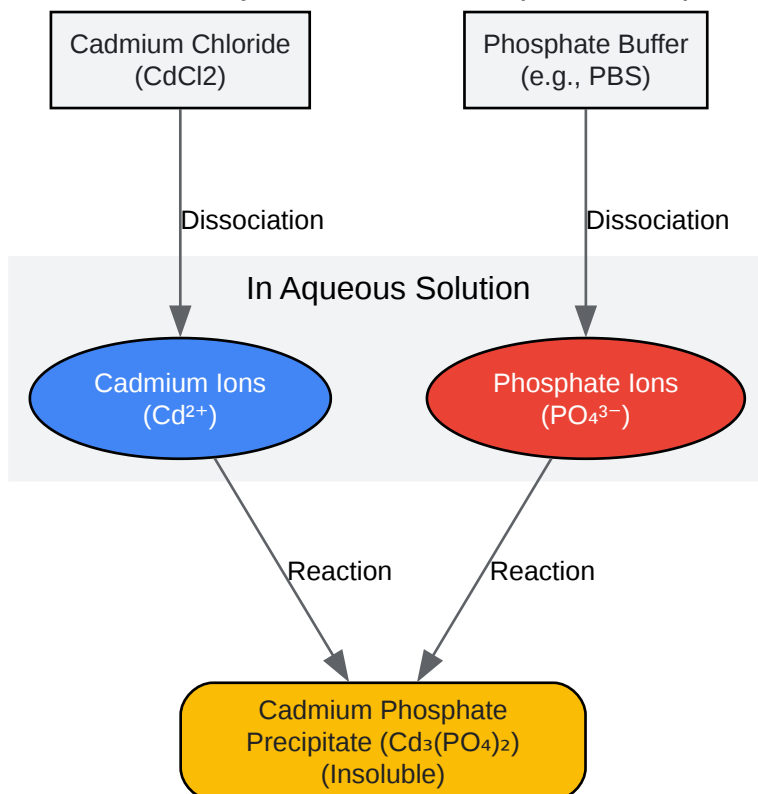 Cadmium Chloride
(CdCl2)
Phosphate Buffer
(e.g., PBS)
Dissociation
Dissociation
In Aqueous Solution
Cadmium Ions
(Cd²⁺)
Phosphate Ions
(PO₄³⁻)
Reaction
Reaction
Cadmium Phosphate
Precipitate (Cd₃(PO₄)₂)
(Insoluble)